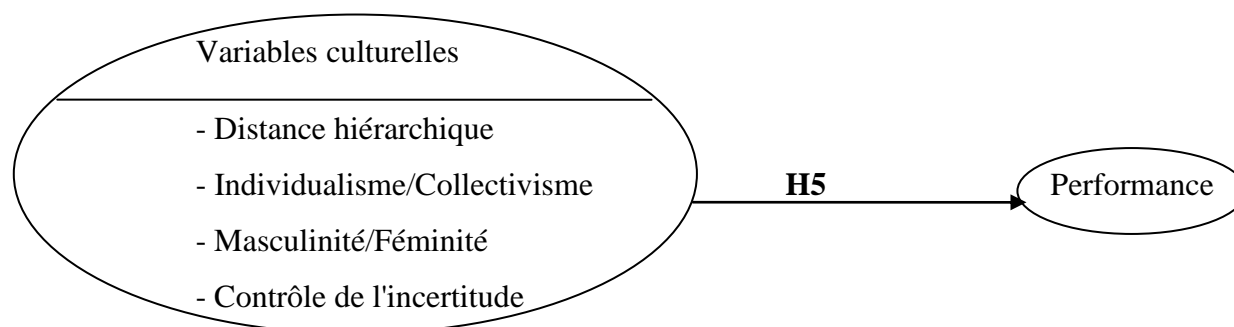 Variables culturelles
- Distance hiérarchique
- Individualisme/Collectivisme
- Masculinité/Féminité
- Contrôle de l'incertitude
H5
Performance